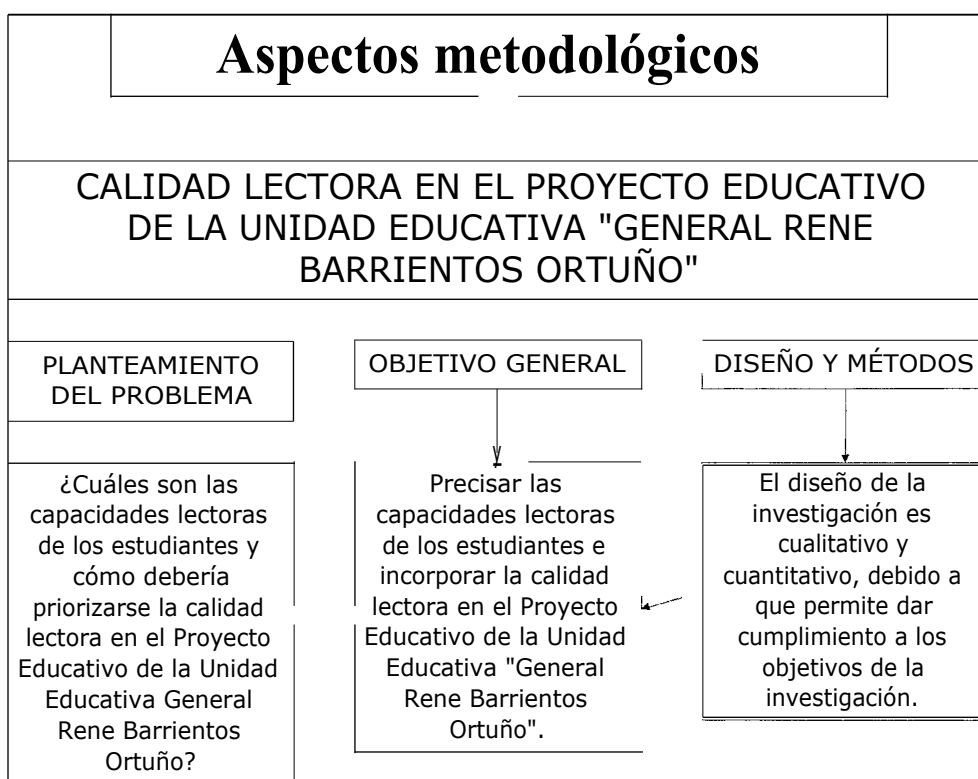 Aspectos metodológicos
CALIDAD LECTORA EN EL PROYECTO EDUCATIVO
DE LA UNIDAD EDUCATIVA "GENERAL RENE
BARRIENTOS ORTUÑO"
PLANTEAMIENTO
DEL PROBLEMA
¿Cuáles son las
capacidades lectoras
de los estudiantes y
cómo debería
priorizarse la calidad
lectora en el Proyecto
Educativo de la Unidad
Educativa General
Rene Barrientos
Ortuño?
OBJETIVO GENERAL
Precisar las
capacidades lectoras
de los estudiantes e
incorporar la calidad
lectora en el Proyecto
Educativo de la Unidad
Educativa "General
Rene Barrientos
Ortuño".
DISEÑO Y MÉTODOS
El diseño de la
investigación es
cualitativo y
cuantitativo, debido a
que permite dar
cumplimiento a los
objetivos de la
investigación.